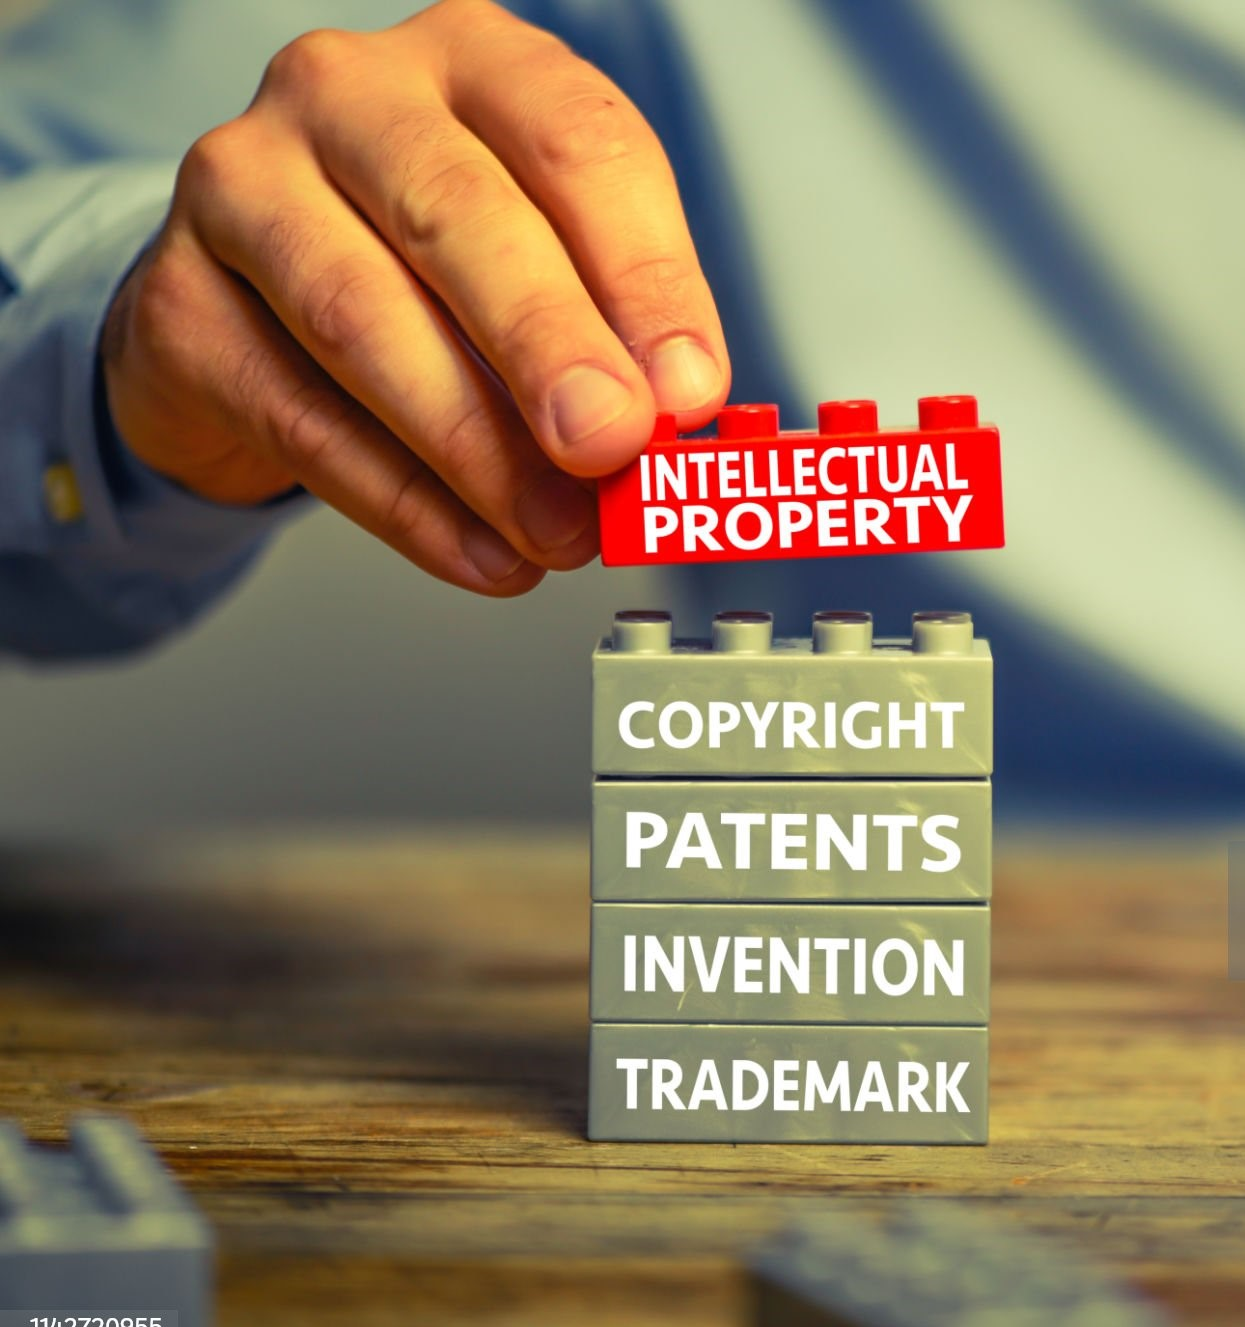 INTELLECTUAL
PROPERTY
COPYRIGHT
PATENTS
INVENTION
TRADEMARK